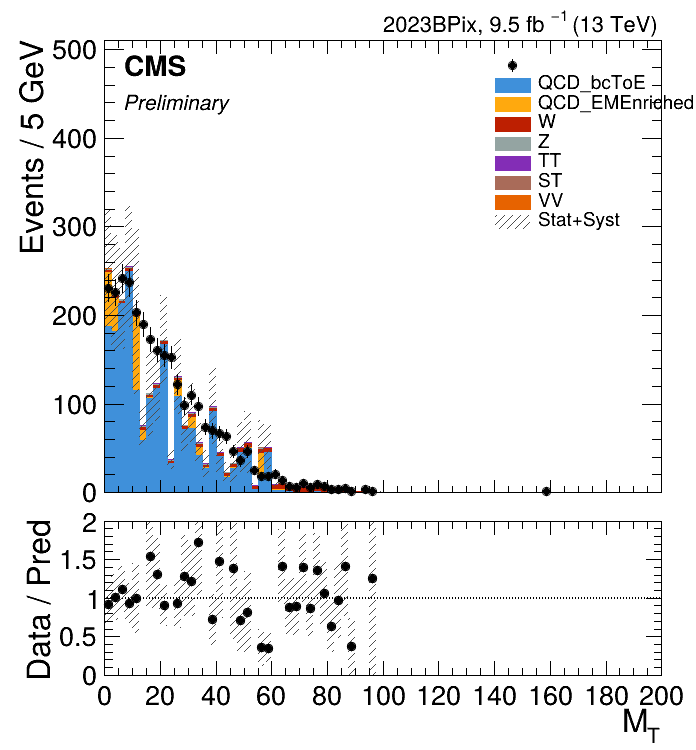 2023BPix, 9.5 fb⁻¹ (13 TeV)
Events / 5 GeV
500
400
300
200
100
0
CMS
Preliminary
QCD_bcToE
QCD_EMEnriched
W
Z
TT
ST
VV
Stat+Syst
Data / Pred
2
1.5
1
0.5
0
0 20 40 60 80 100 120 140 160 180 200
M_T